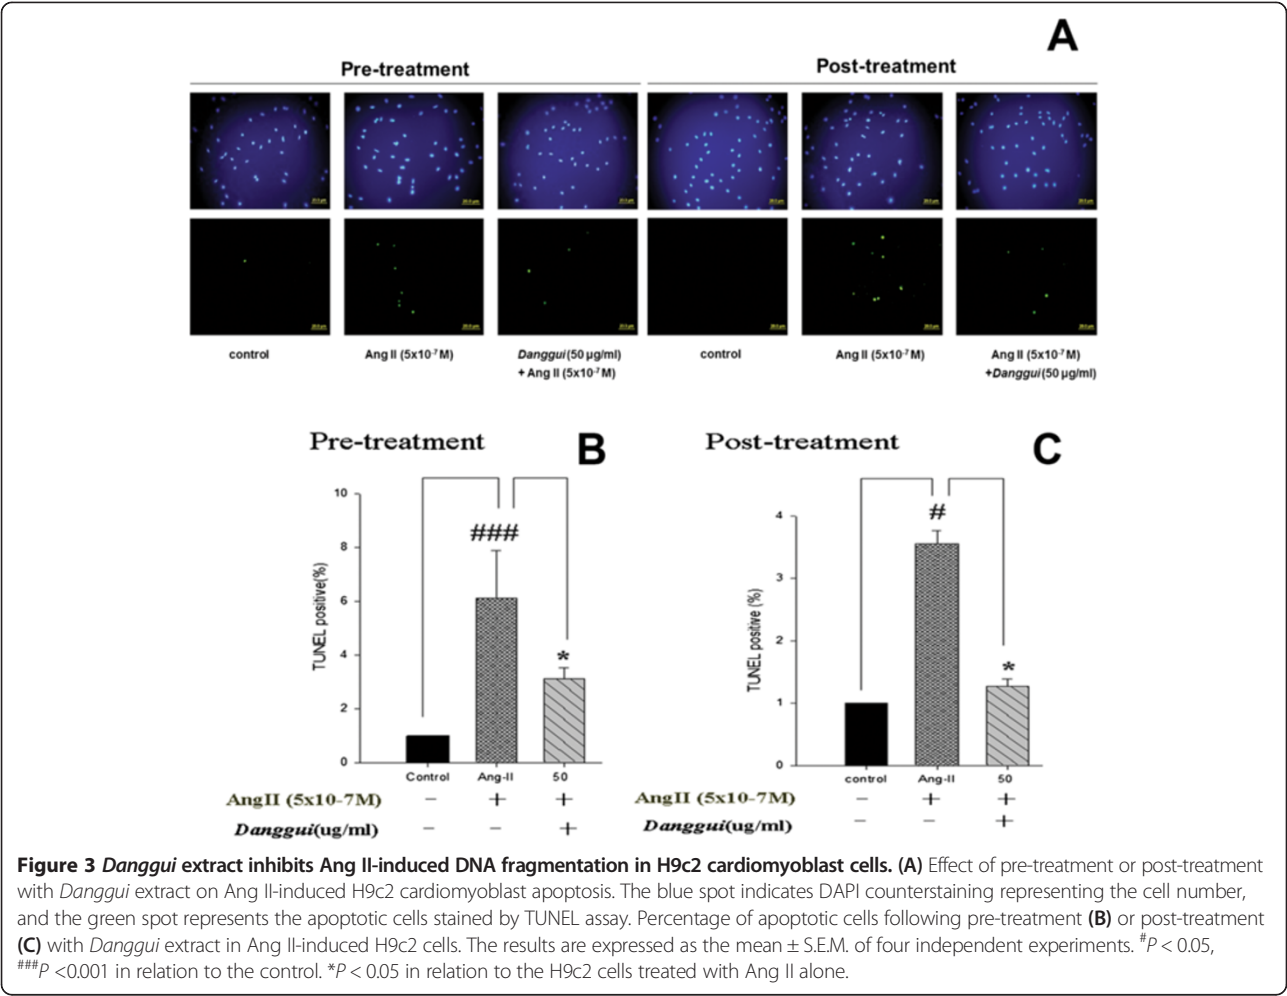 A
Pre-treatment
Post-treatment
control
Ang II (5x10-7 M)
Danggui (50 µg/ml)
+ Ang II (5x10-7 M)
control
Ang II (5x10-7 M)
Ang II (5x10-7 M)
+Danggui (50 µg/ml)
Pre-treatment
B
TUNEL positive(%)
10
8
6
4
2
0
###
*
Control
Ang-II
50
AngII (5x10-7M)
− + +
Danggui(ug/ml)
− − +
Post-treatment
C
TUNEL positive (%)
4
3
2
1
0
#
*
control
Ang-II
50
AngII (5x10-7M)
− + +
Danggui(ug/ml)
− − +
Figure 3 Danggui extract inhibits Ang II-induced DNA fragmentation in H9c2 cardiomyoblast cells. (A) Effect of pre-treatment or post-treatment
with Danggui extract on Ang II-induced H9c2 cardiomyoblast apoptosis. The blue spot indicates DAPI counterstaining representing the cell number,
and the green spot represents the apoptotic cells stained by TUNEL assay. Percentage of apoptotic cells following pre-treatment (B) or post-treatment
(C) with Danggui extract in Ang II-induced H9c2 cells. The results are expressed as the mean ± S.E.M. of four independent experiments. #P < 0.05,
###P <0.001 in relation to the control. *P < 0.05 in relation to the H9c2 cells treated with Ang II alone.